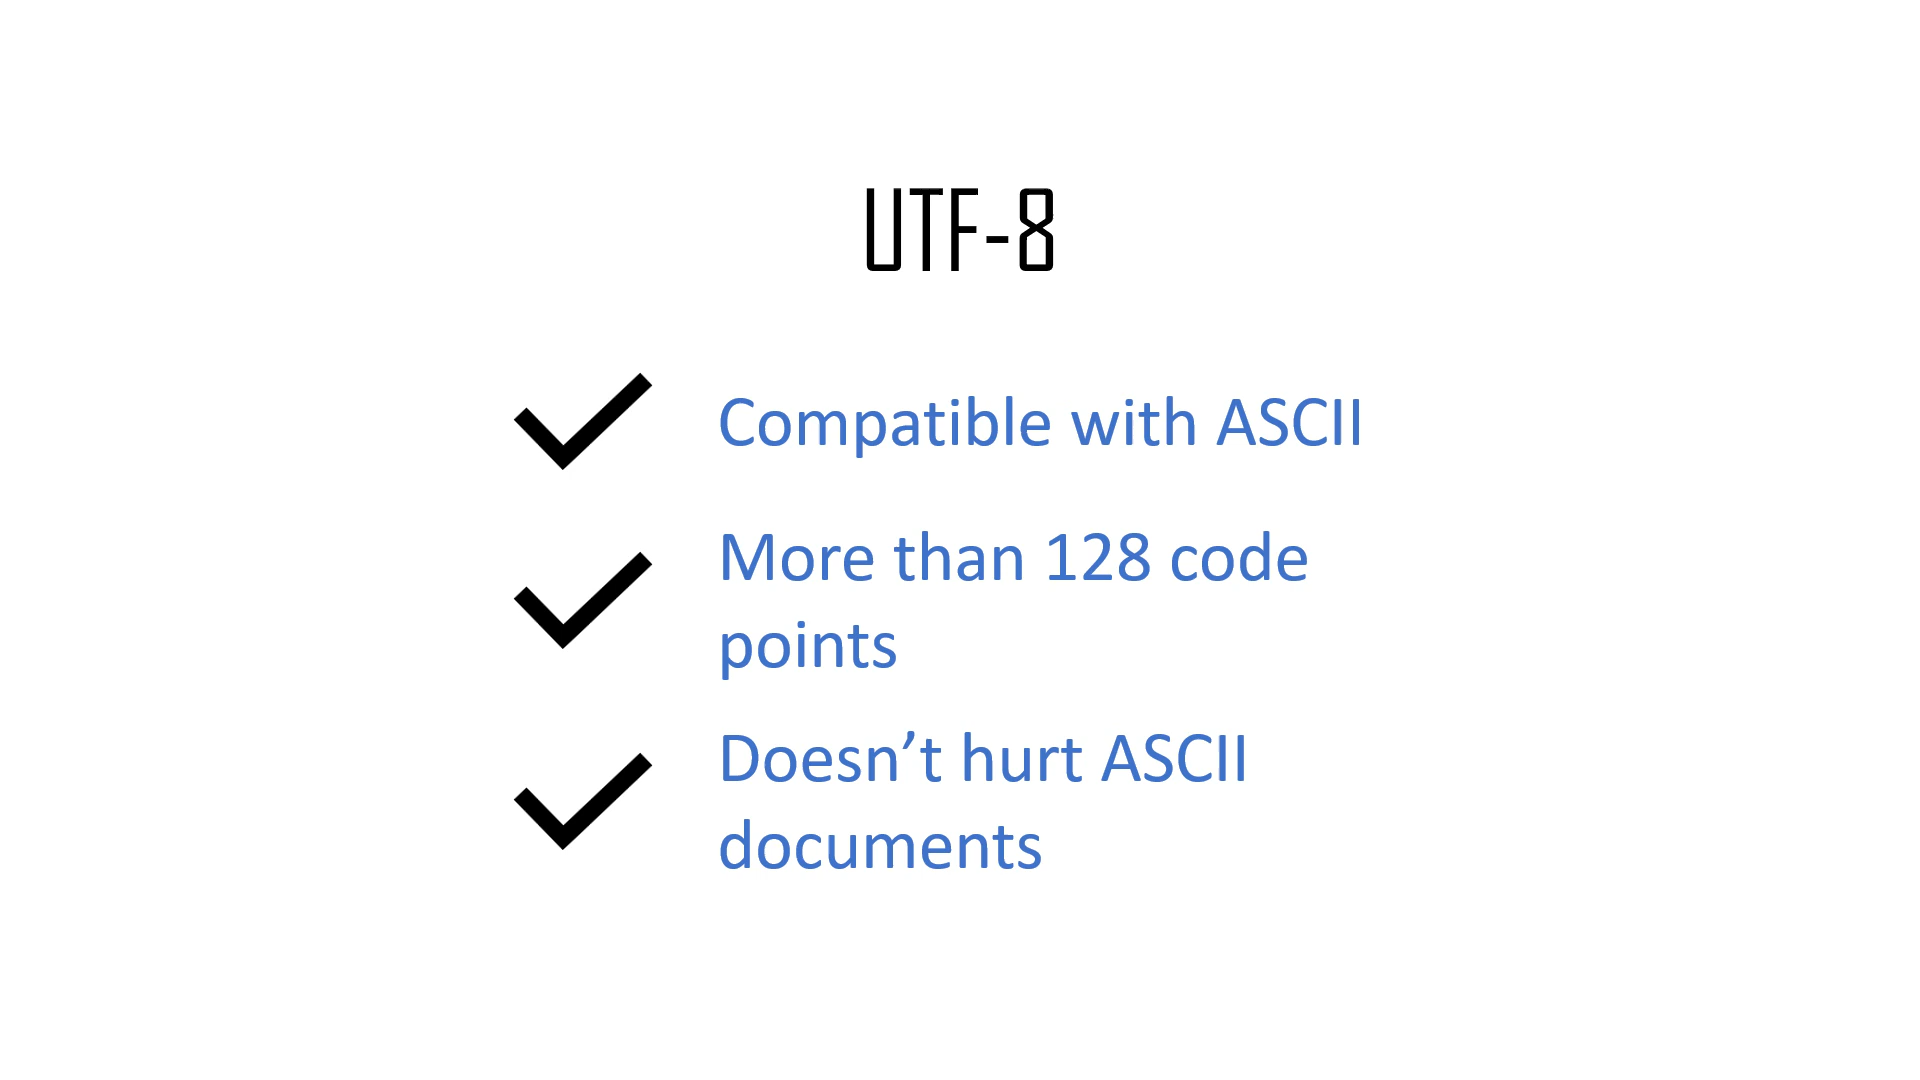 UTF-8
Compatible with ASCII
More than 128 code
points
Doesn’t hurt ASCII
documents